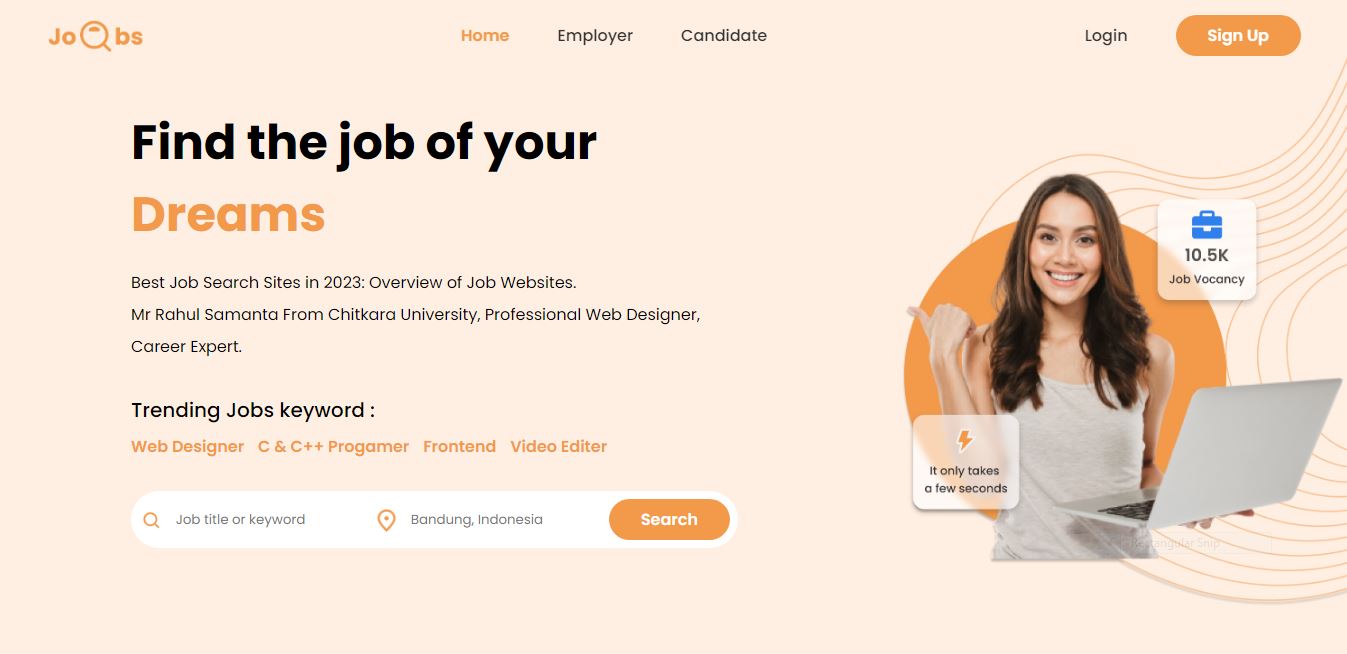 JoQbs
Home
Employer
Candidate
Login
Sign Up
Find the job of your
Dreams
Best Job Search Sites in 2023: Overview of Job Websites.
Mr Rahul Samanta From Chitkara University, Professional Web Designer,
Career Expert.
Trending Jobs keyword :
Web Designer C & C++ Progamer Frontend Video Editer
Job title or keyword
Bandung, Indonesia
Search
10.5K
Job Vocancy
It only takes
a few seconds
Rectangular Snip